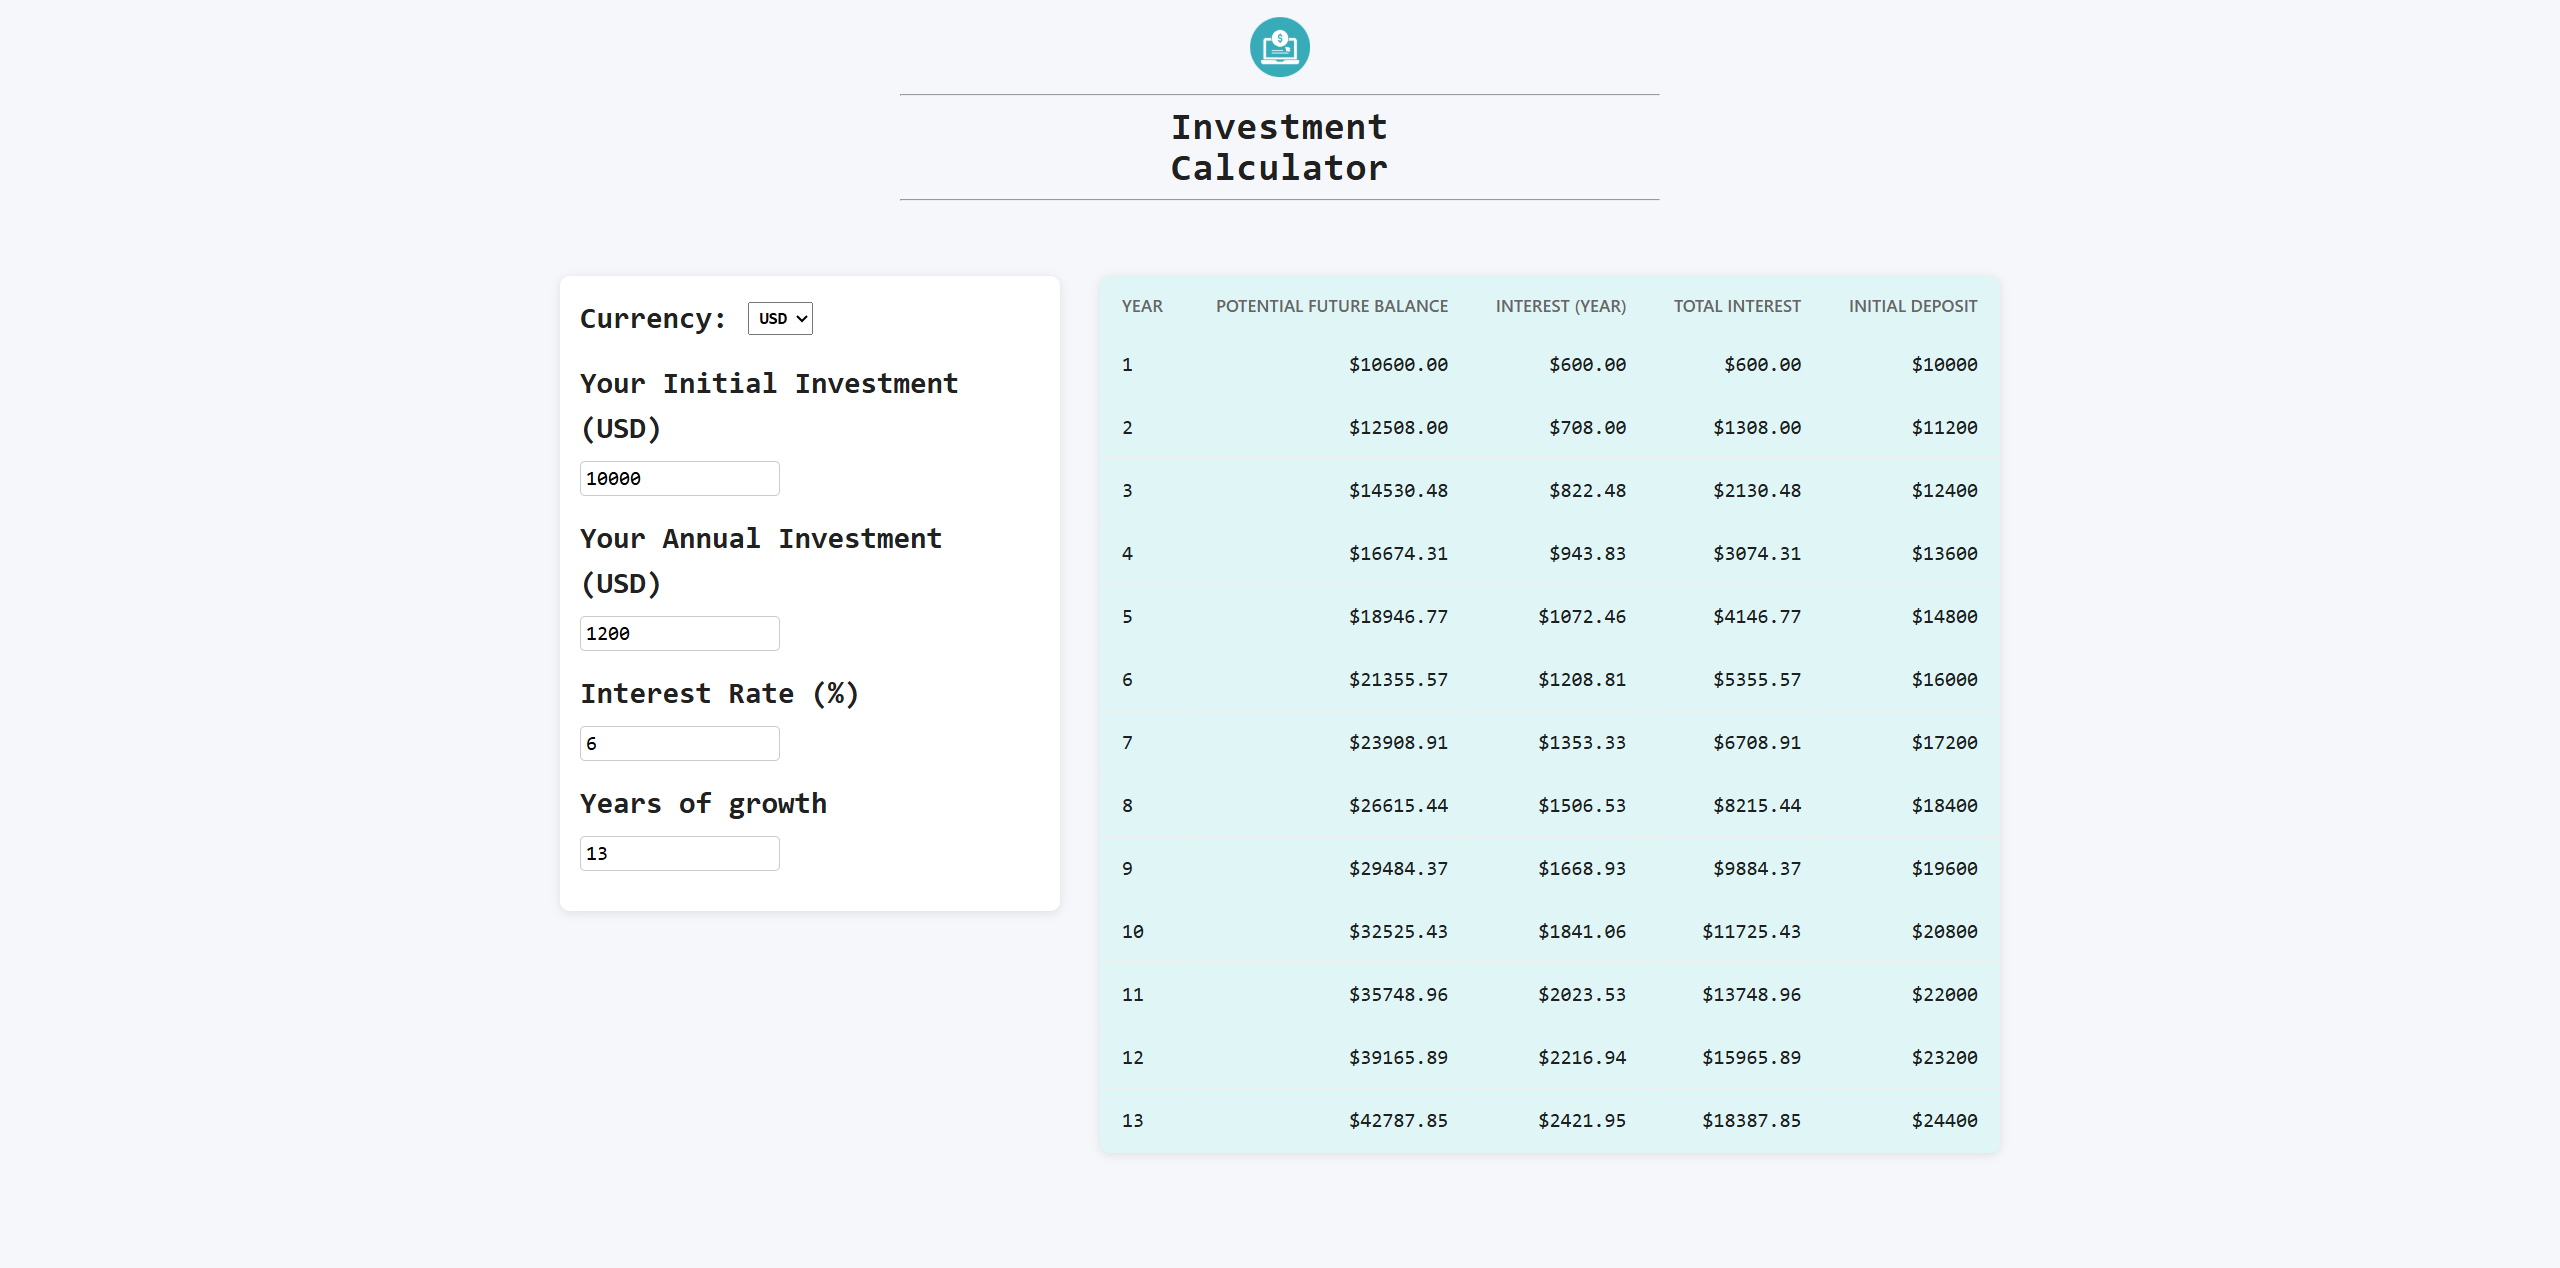 $
Investment
Calculator
Currency: USD
Your Initial Investment
(USD)
10000
Your Annual Investment
(USD)
1200
Interest Rate (%)
6
Years of growth
13
YEAR POTENTIAL FUTURE BALANCE INTEREST (YEAR) TOTAL INTEREST INITIAL DEPOSIT
1 $10600.00 $600.00 $600.00 $10000
2 $12508.00 $708.00 $1308.00 $11200
3 $14530.48 $822.48 $2130.48 $12400
4 $16674.31 $943.83 $3074.31 $13600
5 $18946.77 $1072.46 $4146.77 $14800
6 $21355.57 $1208.81 $5355.57 $16000
7 $23908.91 $1353.33 $6708.91 $17200
8 $26615.44 $1506.53 $8215.44 $18400
9 $29484.37 $1668.93 $9884.37 $19600
10 $32525.43 $1841.06 $11725.43 $20800
11 $35748.96 $2023.53 $13748.96 $22000
12 $39165.89 $2216.94 $15965.89 $23200
13 $42787.85 $2421.95 $18387.85 $24400